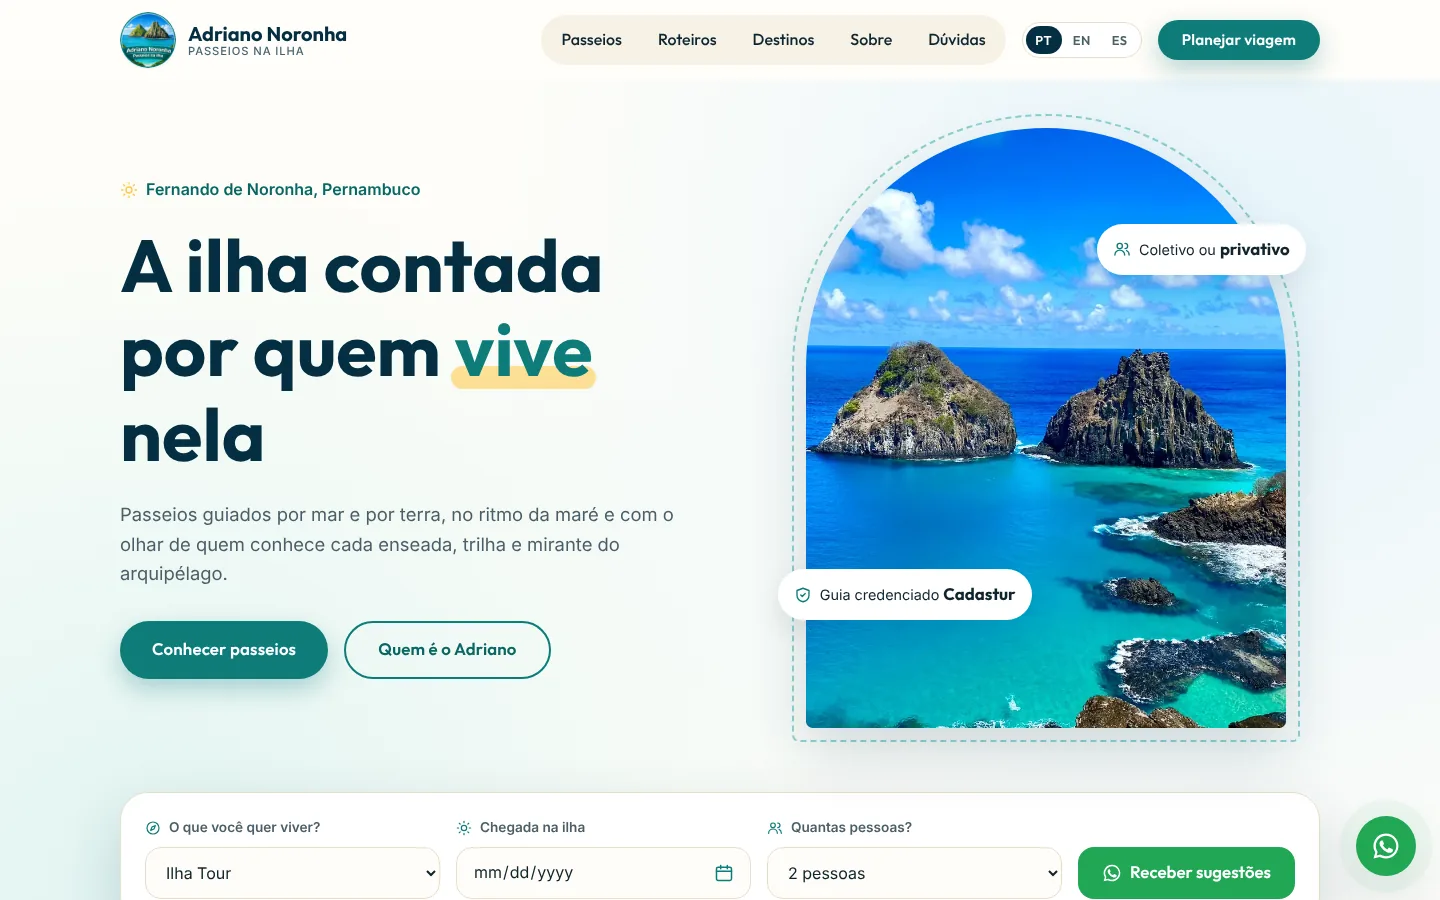 Adriano Noronha
PASSEIOS NA ILHA
Passeios
Roteiros
Destinos
Sobre
Dúvidas
PT
EN
ES
Planejar viagem
Fernando de Noronha, Pernambuco
A ilha contada
por quem vive
nela
Passeios guiados por mar e por terra, no ritmo da maré e com o
olhar de quem conhece cada enseada, trilha e mirante do
arquipélago.
Conhecer passeios
Quem é o Adriano
Coletivo ou privativo
Guia credenciado Cadastur
O que você quer viver?
Ilha Tour
Chegada na ilha
mm/dd/yyyy
Quantas pessoas?
2 pessoas
Receber sugestões